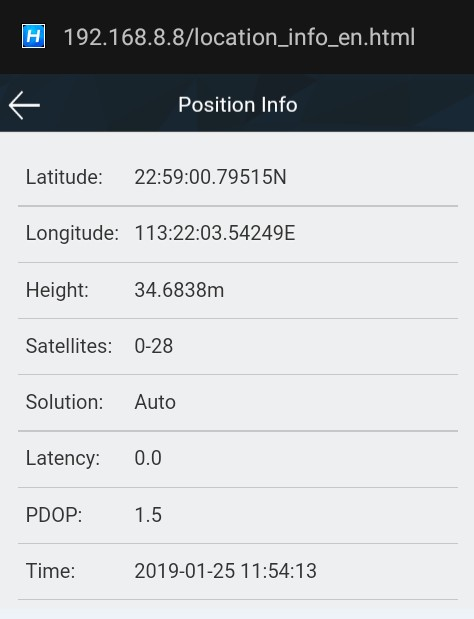 H 192.168.8.8/location_info_en.html
Position Info
Latitude: 22:59:00.79515N
Longitude: 113:22:03.54249E
Height: 34.6838m
Satellites: 0-28
Solution: Auto
Latency: 0.0
PDOP: 1.5
Time: 2019-01-25 11:54:13